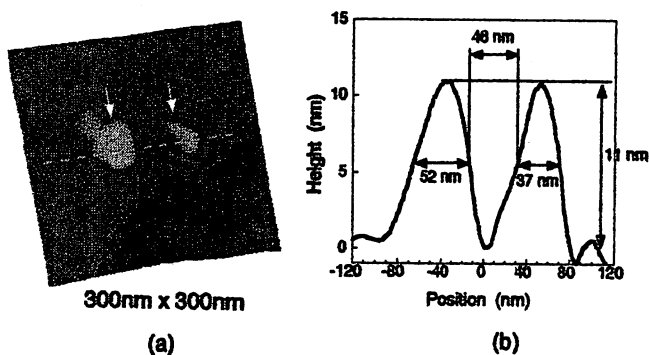 300nm x 300nm
(a)
15
10
5
0
Height (nm)
46 nm
52 nm
37 nm
11 nm
-120 -80 -40 0 40 80 120
Position (nm)
(b)